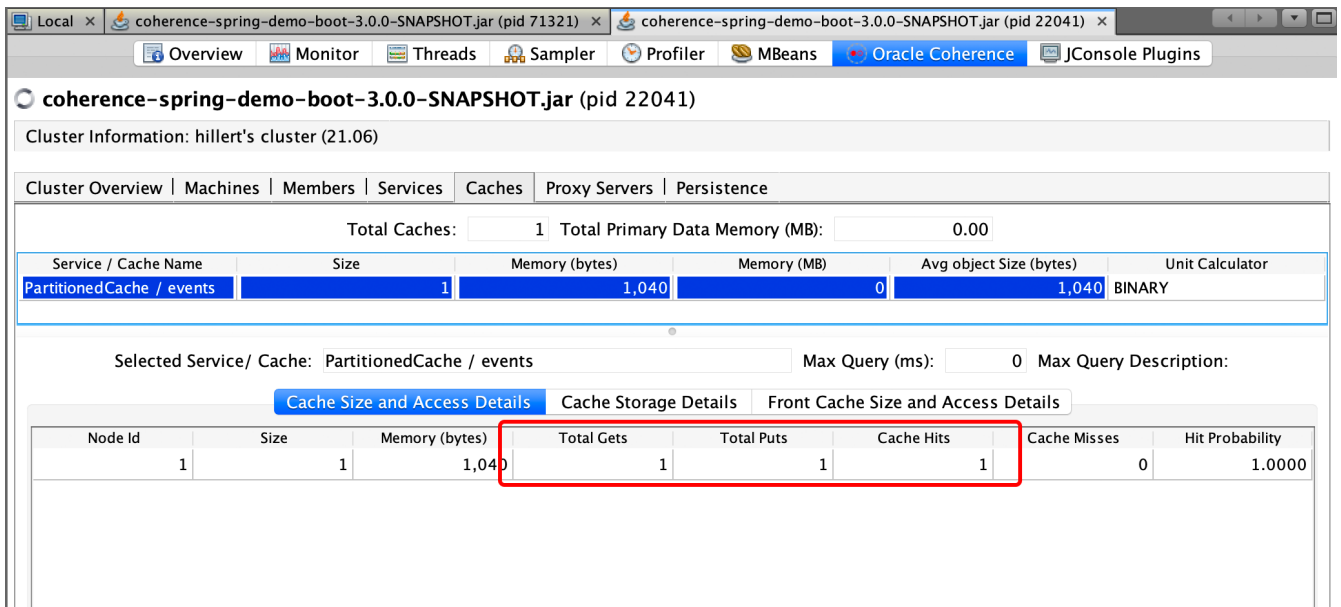 Local × coherence-spring-demo-boot-3.0.0-SNAPSHOT.jar (pid 71321) × coherence-spring-demo-boot-3.0.0-SNAPSHOT.jar (pid 22041) ×
Overview Monitor Threads Sampler Profiler MBeans Oracle Coherence JConsole Plugins
coherence-spring-demo-boot-3.0.0-SNAPSHOT.jar (pid 22041)
Cluster Information: hillert's cluster (21.06)
Cluster Overview | Machines | Members | Services Caches Proxy Servers | Persistence
Total Caches: 1 Total Primary Data Memory (MB): 0.00
Service / Cache Name Size Memory (bytes) Memory (MB) Avg object Size (bytes) Unit Calculator
PartitionedCache / events 1 1,040 0 1,040 BINARY
Selected Service/ Cache: PartitionedCache / events Max Query (ms): 0 Max Query Description:
Cache Size and Access Details Cache Storage Details Front Cache Size and Access Details
Node Id Size Memory (bytes) Total Gets Total Puts Cache Hits Cache Misses Hit Probability
1 1 1,040 1 1 1 0 1.0000